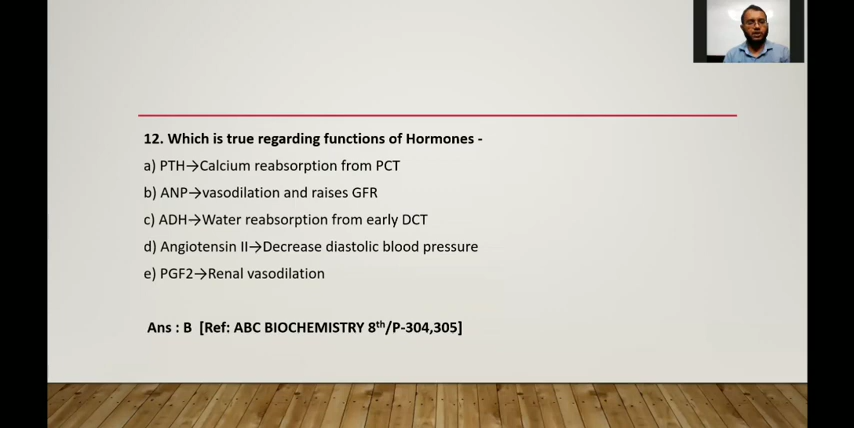 12. Which is true regarding functions of Hormones -
a) PTH→Calcium reabsorption from PCT
b) ANP→vasodilation and raises GFR
c) ADH→Water reabsorption from early DCT
d) Angiotensin II→Decrease diastolic blood pressure
e) PGF2→Renal vasodilation
Ans : B [Ref: ABC BIOCHEMISTRY 8th/P-304,305]